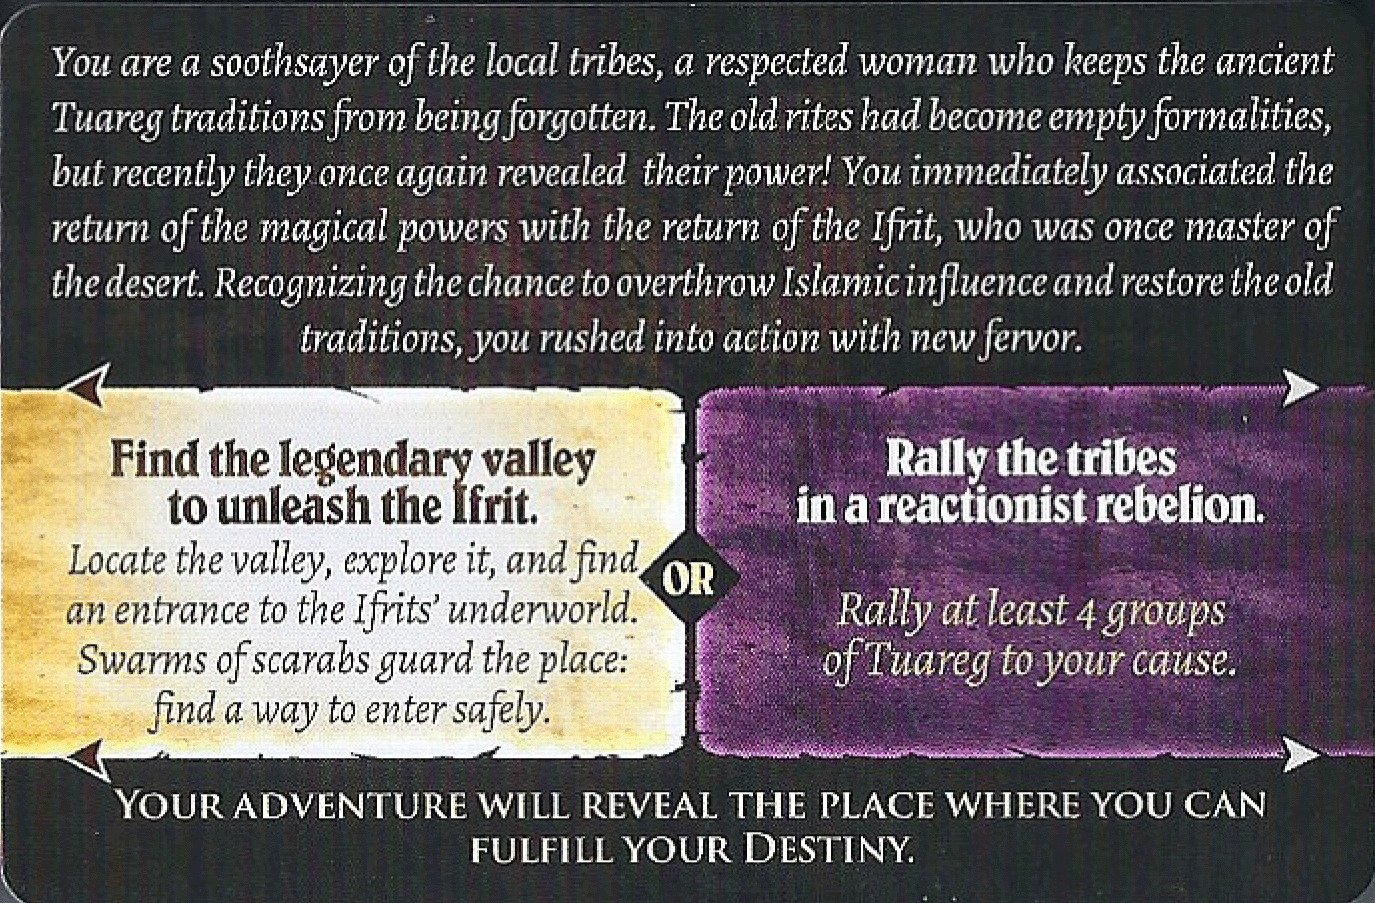 You are a soothsayer of the local tribes, a respected woman who keeps the ancient
Tuareg traditions from being forgotten. The old rites had become empty formalities,
but recently they once again revealed their power! You immediately associated the
return of the magical powers with the return of the Ifrit, who was once master of
the desert. Recognizing the chance to overthrow Islamic influence and restore the old
traditions, you rushed into action with new fervor.
Find the legendary valley
to unleash the Ifrit.
Locate the valley, explore it, and find
an entrance to the Ifrits’ underworld.
Swarms of scarabs guard the place:
find a way to enter safely.
OR
Rally the tribes
in a reactionist rebelion.
Rally at least 4 groups
of Tuareg to your cause.
YOUR ADVENTURE WILL REVEAL THE PLACE WHERE YOU CAN
FULFILL YOUR DESTINY.